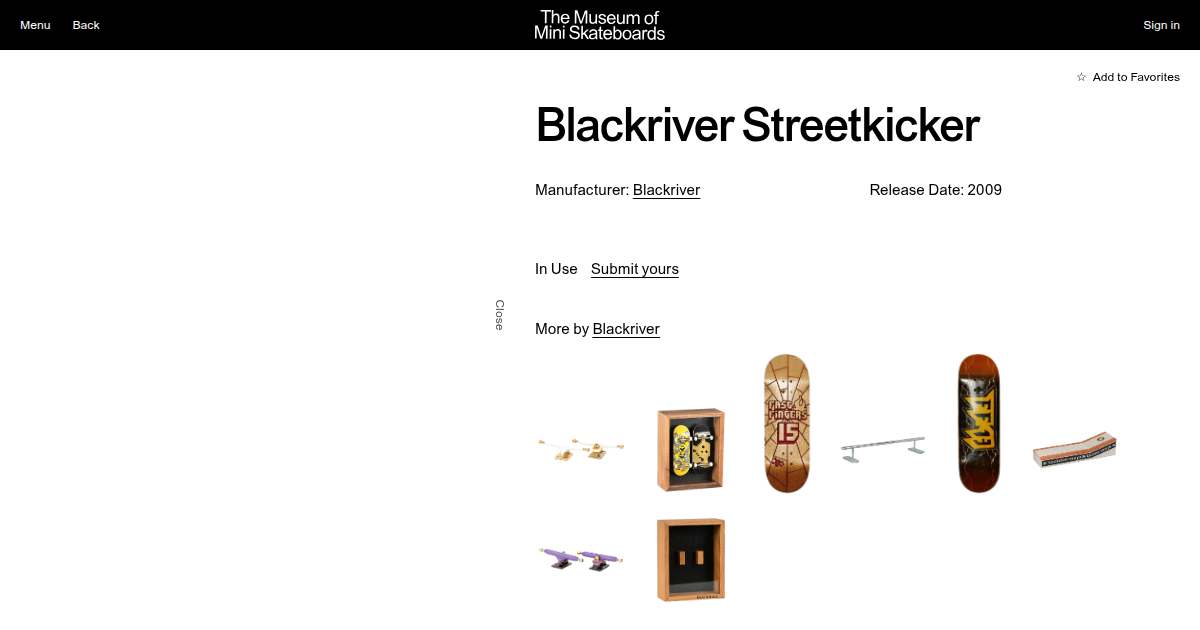 Menu
Back
The Museum of
Mini Skateboards
Sign in
☆ Add to Favorites
Blackriver Streetkicker
Manufacturer: Blackriver
Release Date: 2009
In Use
Submit yours
Close
More by Blackriver
FAST
FINGERS
15